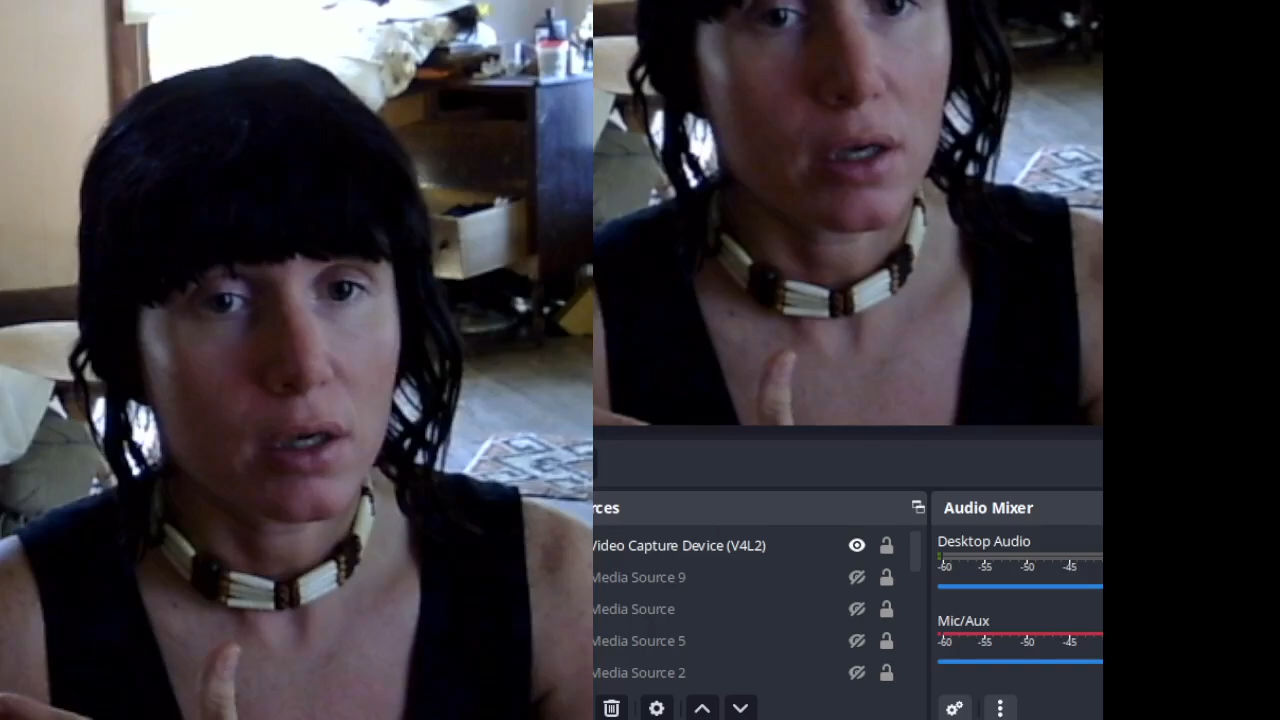 rces
Audio Mixer
Video Capture Device (V4L2)
Desktop Audio
-60 -55 -50 -45
Media Source 9
Media Source
Mic/Aux
-60 -55 -50 -45
Media Source 5
Media Source 2